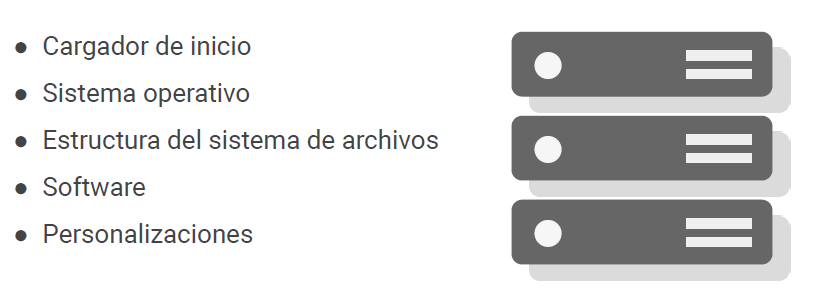 ● Cargador de inicio
● Sistema operativo
● Estructura del sistema de archivos
● Software
● Personalizaciones